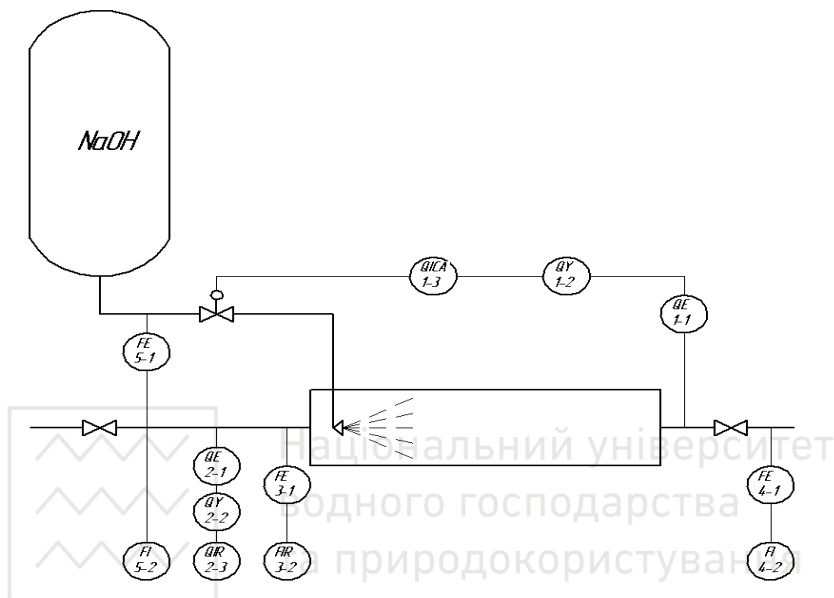 NaOH
QICA
1-3
QY
1-2
QE
1-1
FE
5-1
QE
2-1
QY
2-2
QIR
2-3
FE
3-1
FIR
3-2
FI
5-2
FE
4-1
FI
4-2
Національний університет
водного господарства
та природокористування